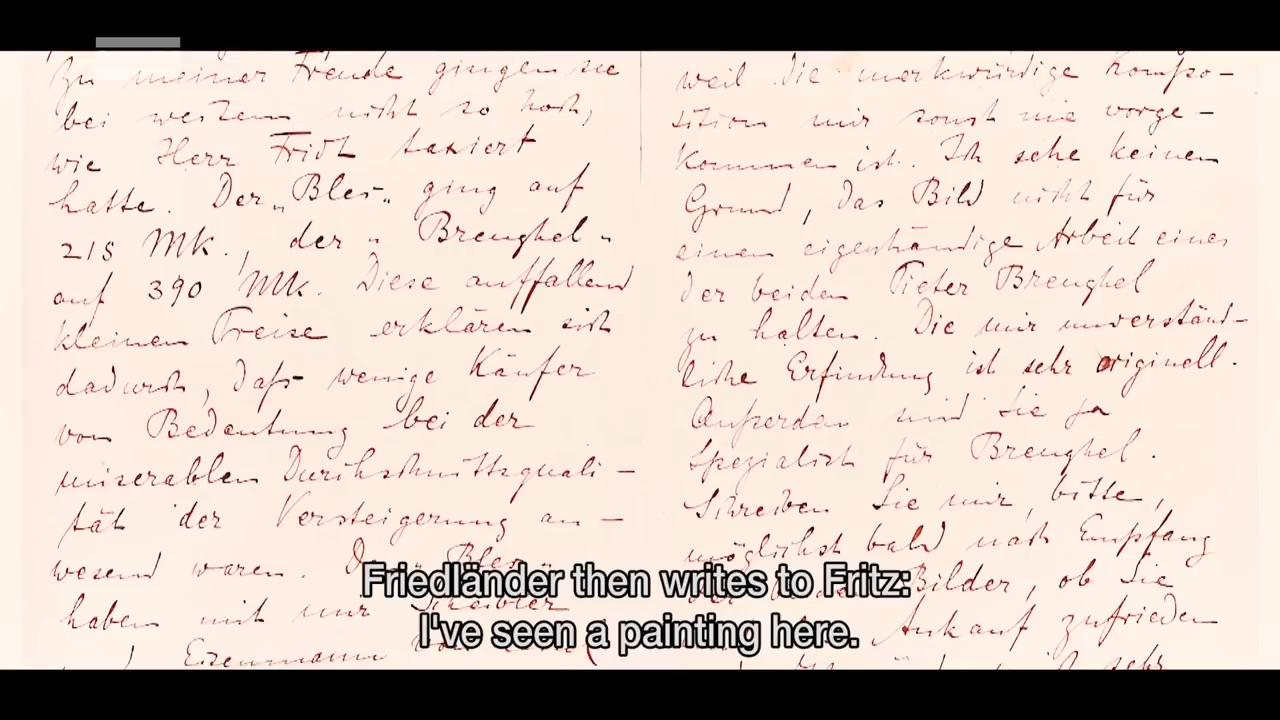 Zu meiner Freude gingen sie
bei weitem nicht so hoch,
wie Herr Fridt taxiert
hatte. Der „Bles“ ging auf
215 Mk., der „Breughel“
auf 390 Mk. Diese auffallend
kleinen Preise erklären sich
dadurch, daß wenige Käufer
von Bedeutung bei der
miserablen Durchschnittsquali-
tät der Versteigerung an-
wesend waren.
haben mit mir Scheibler
Eisenmann
weil die merkwürdige Kompo-
sition mir sonst nie vorge-
kommen ist. Ich sehe keinen
Grund, das Bild nicht für
einen eigenhändige Arbeit eines
der beiden Pieter Breughel
zu halten. Die mir unverständ-
liche Erfindung ist sehr originell.
Außerdem sind Sie ja
Spezialist für Breughel.
Schreiben Sie mir, bitte,
möglichst bald nach Empfang
Bilder, ob Sie
Ankauf zufrieden
sehr
Friedländer then writes to Fritz:
I've seen a painting here.